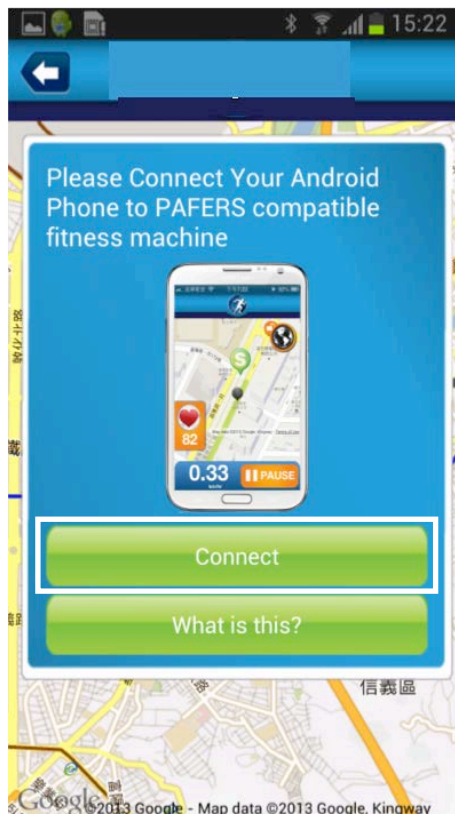 15:22
Please Connect Your Android
Phone to PAFERS compatible
fitness machine
S
82
0.33
PAUSE
Connect
What is this?
信義區
Google
©2013 Google - Map data ©2013 Google, Kingway